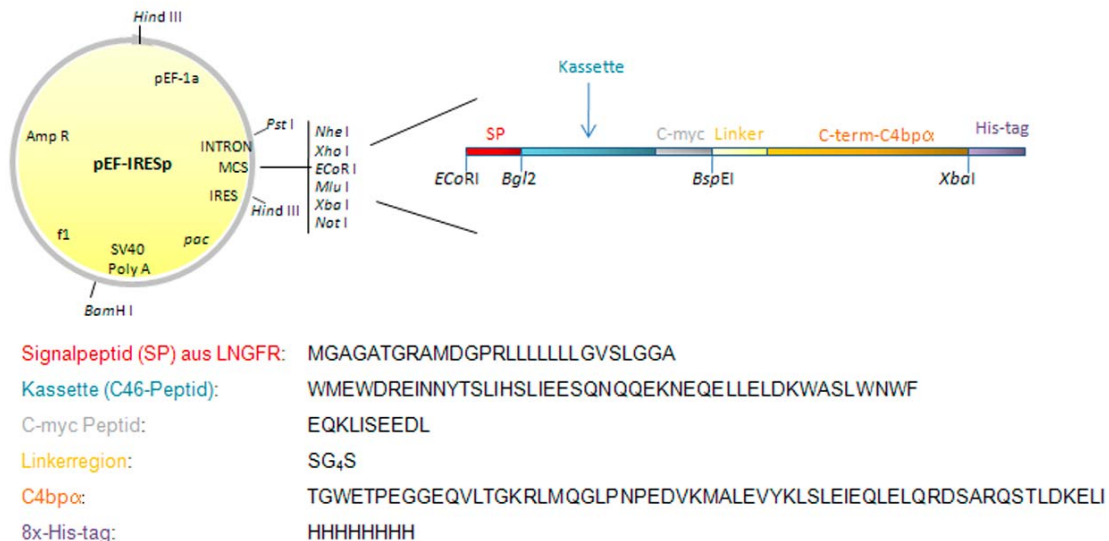 Hind III
pEF-1a
Kassette
Amp R
Pst I
Nhe I
SP
C-myc
Linker
C-term-C4bpα
His-tag
INTRON
Xho I
pEF-IRESp
MCS
ECoR I
ECoRI
Bgl2
BspEI
XbaI
Mlu I
IRES
Hind III
Xba I
Not I
f1
pac
SV40
Poly A
BamH I
Signalpeptid (SP) aus LNGFR: MGAGATGRAMDGPRLLLLLLLGVSLGGA
Kassette (C46-Peptid): WMEWDREINNYTSLIHSLIEESQNQQEKNEQELLELDKWASLWNWF
C-myc Peptid: EQKLISEEDL
Linkerregion: SG₄S
C4bpα: TGWETPEGGEQVLTGKRLMQGLPNPEDVKMALEVYKLSLEIEQLELQRDSARQSTLDKELI
8x-His-tag: HHHHHHHH